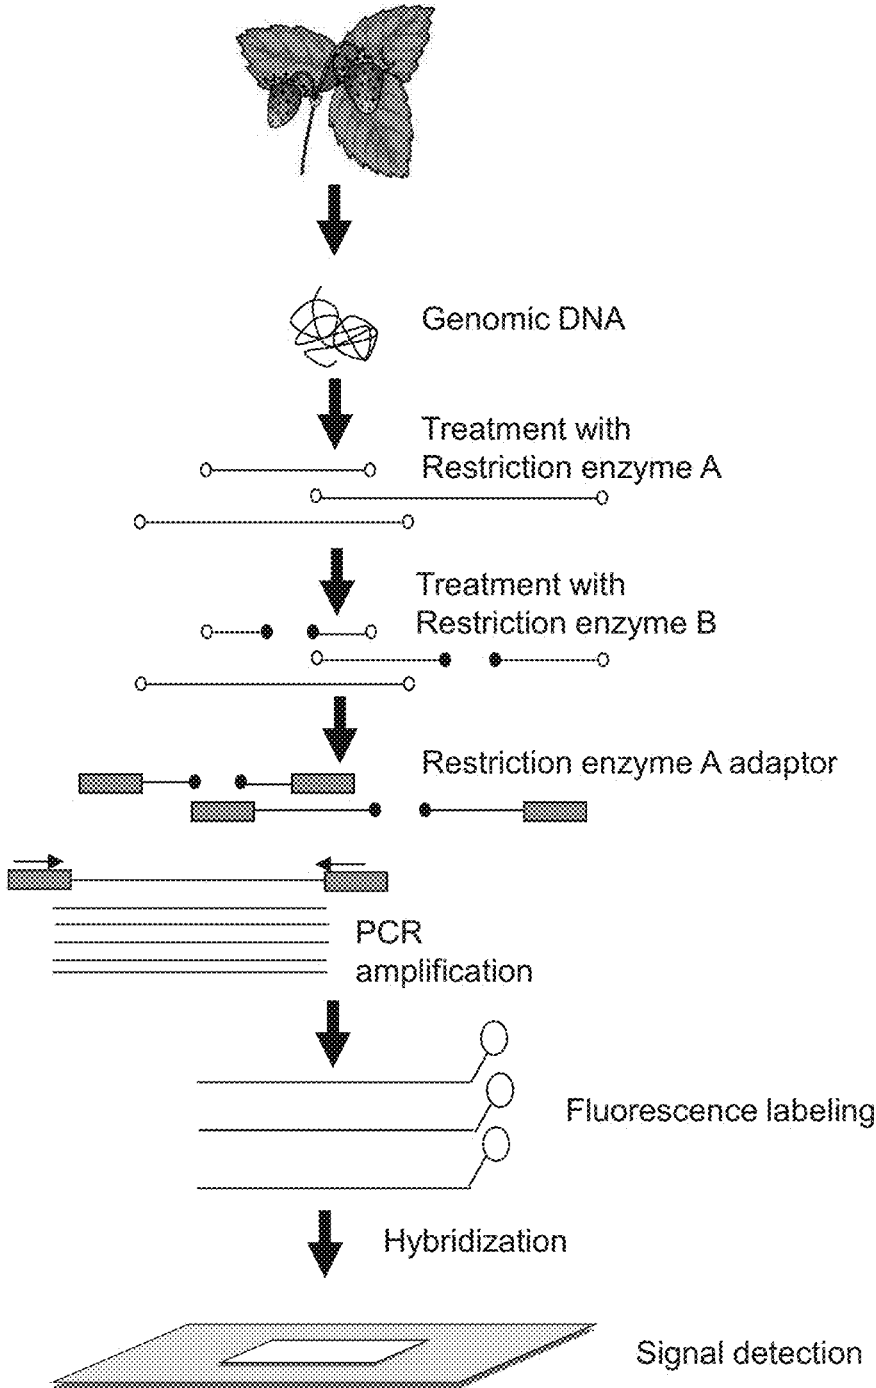 Genomic DNA
Treatment with
Restriction enzyme A
Treatment with
Restriction enzyme B
Restriction enzyme A adaptor
PCR
amplification
Fluorescence labeling
Hybridization
Signal detection